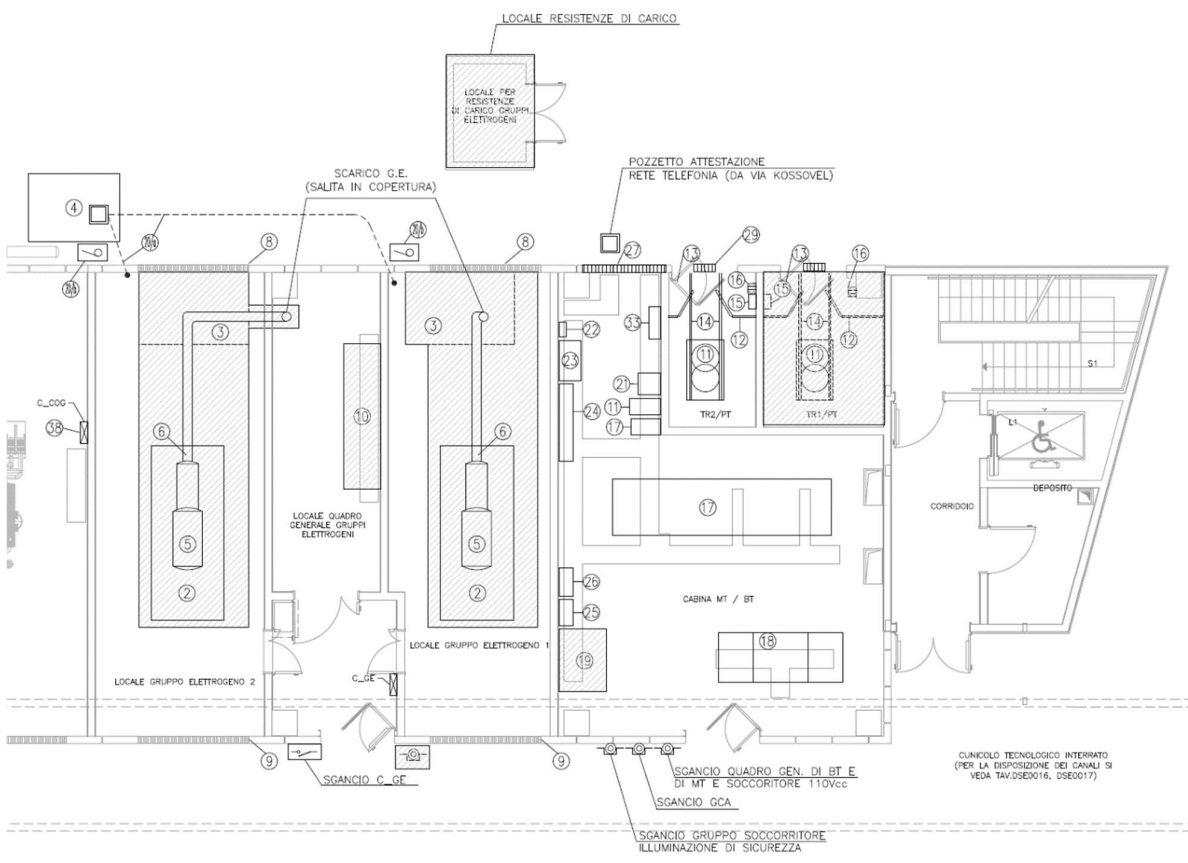 LOCALE RESISTENZE DI CARICO
LOCALE PER
RESISTENZE
DI CARICO GRUPPI
ELETTROGENI
POZZETTO ATTESTAZIONE
RETE TELEFONIA (DA VIA KOSSOVEL)
SCARICO G.E.
(SALITA IN COPERTURA)
4
8
8
27
13
29
13
16
16
15
15
3
3
22
33
14
12
14
12
23
11
11
21
24
11
17
TR2/PT
TR1/PT
S1
C_COG
38
6
10
6
L1
DEPOSITO
CORRIDOIO
LOCALE QUADRO
GENERALE GRUPPI
ELETTROGENI
17
5
5
2
2
26
25
CABINA MT / BT
18
19
LOCALE GRUPPO ELETTROGENO 1
LOCALE GRUPPO ELETTROGENO 2
C_GE
9
9
SGANCIO C_GE
SGANCIO QUADRO GEN. DI BT E
DI MT E SOCCORITORE 110Vcc
SGANCIO GCA
SGANCIO GRUPPO SOCCORRITORE
ILLUMINAZIONE DI SICUREZZA
CUNICOLO TECNOLOGICO INTERRATO
(PER LA DISPOSIZIONE DEI CANALI SI
VEDA TAV.DSE0016, DSE0017)